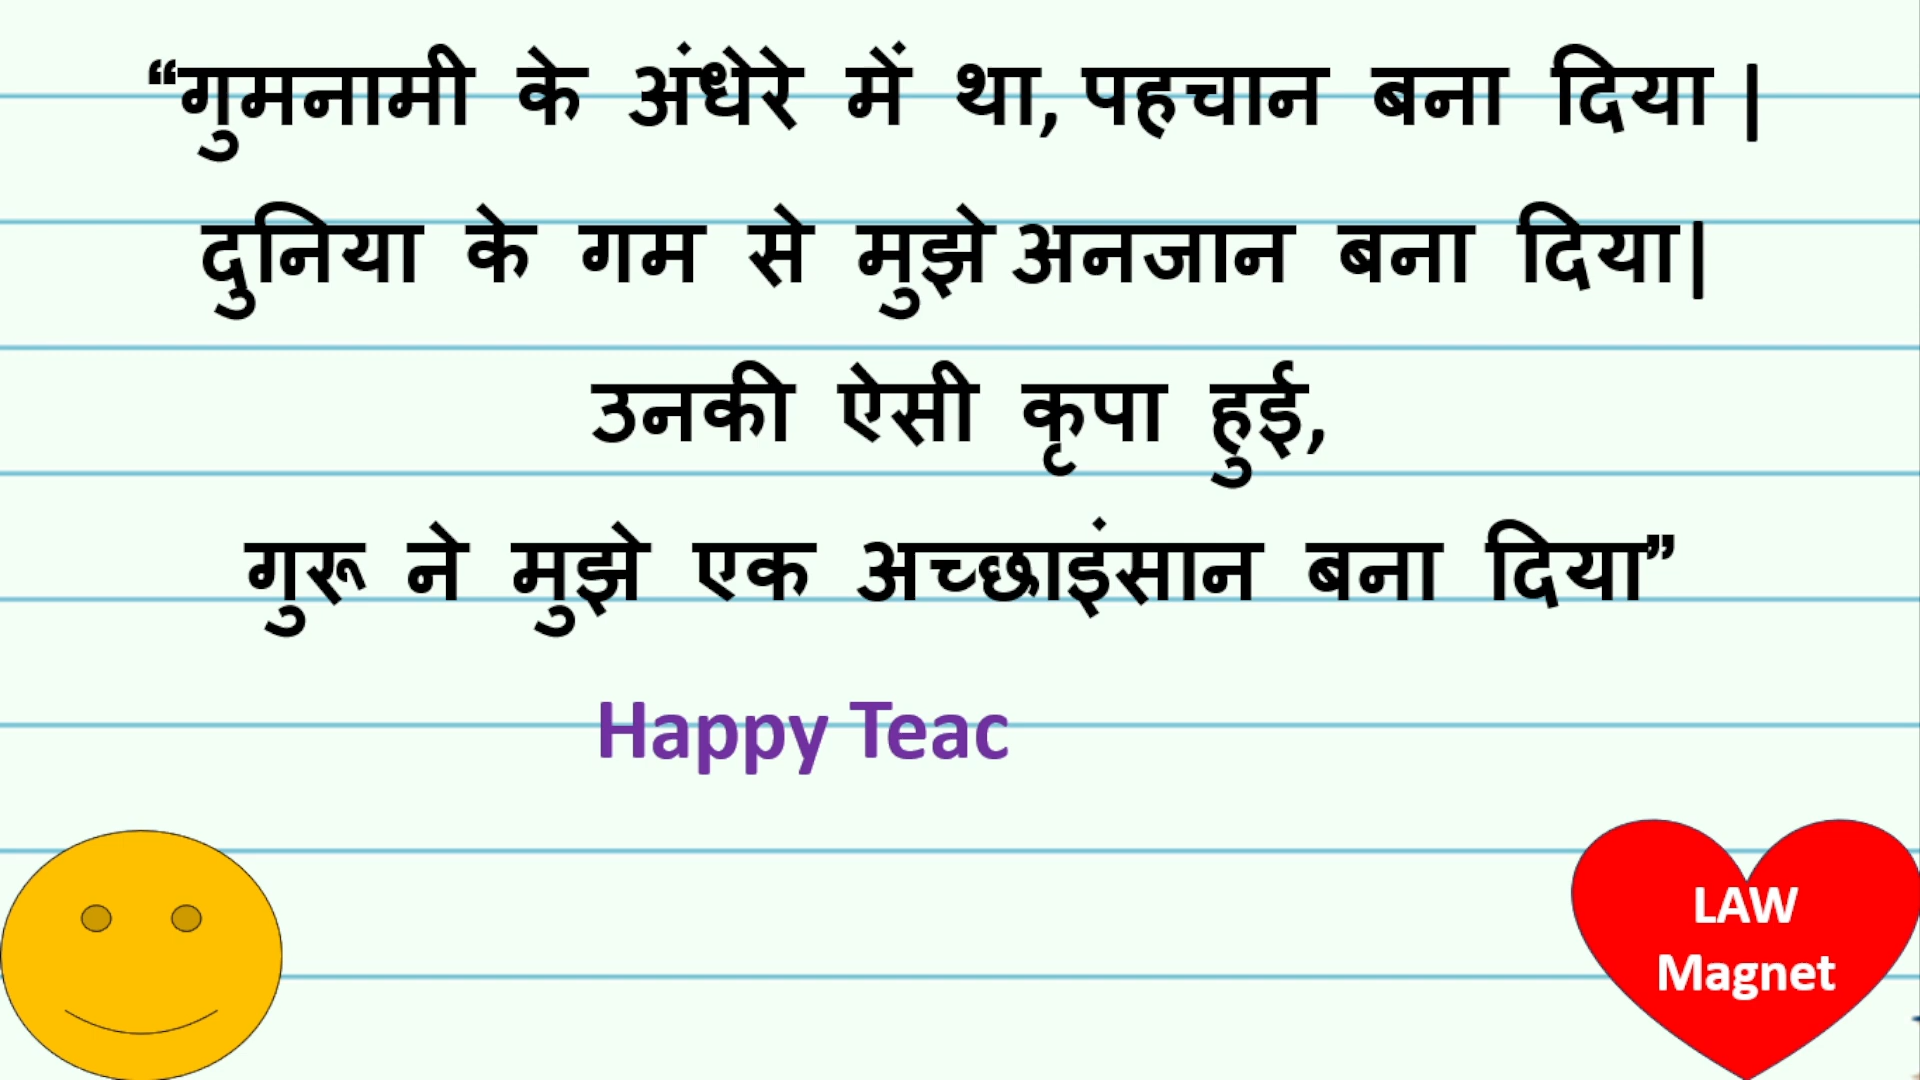 “गुमनामी के अंधेरे में था, पहचान बना दिया |
दुनिया के गम से मुझे अनजान बना दिया|
उनकी ऐसी कृपा हुई,
गुरू ने मुझे एक अच्छाइंसान बना दिया”
Happy Teac
LAW
Magnet